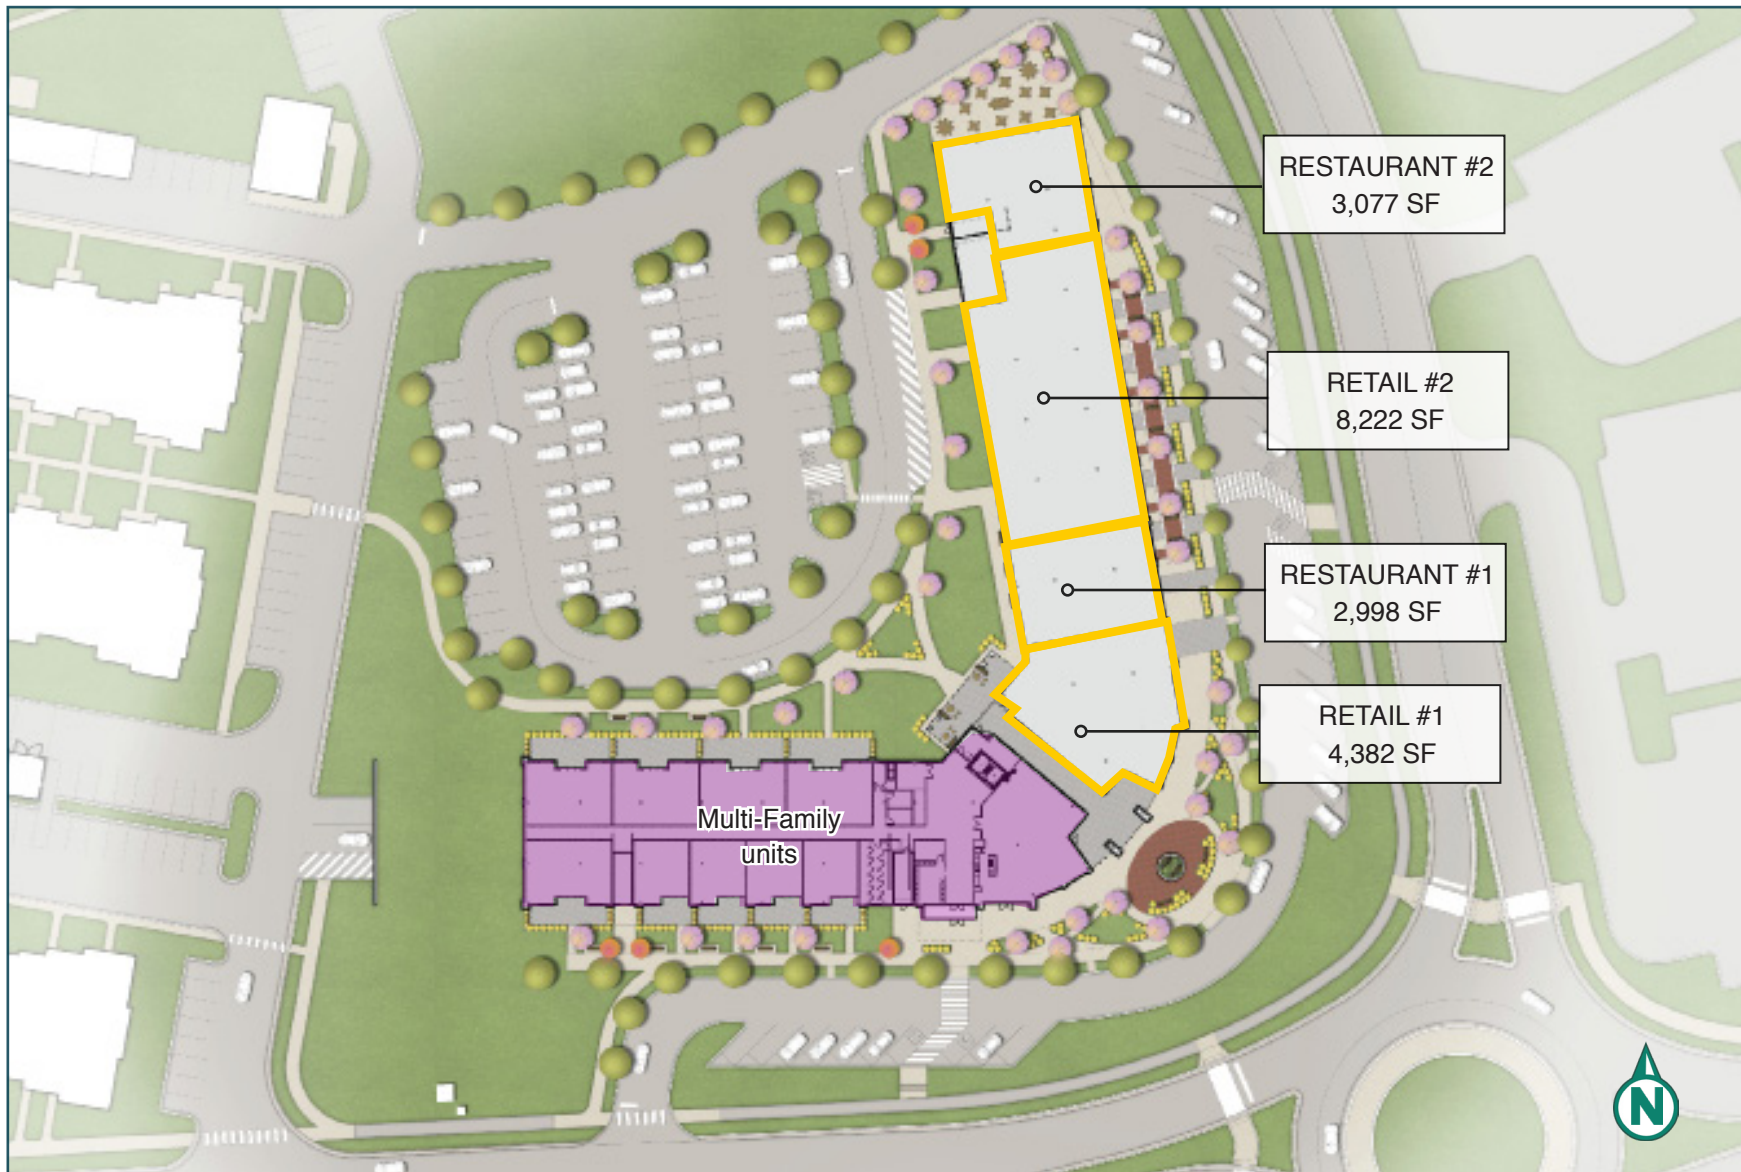 RESTAURANT #2
3,077 SF
RETAIL #2
8,222 SF
RESTAURANT #1
2,998 SF
RETAIL #1
4,382 SF
Multi-Family
units
N